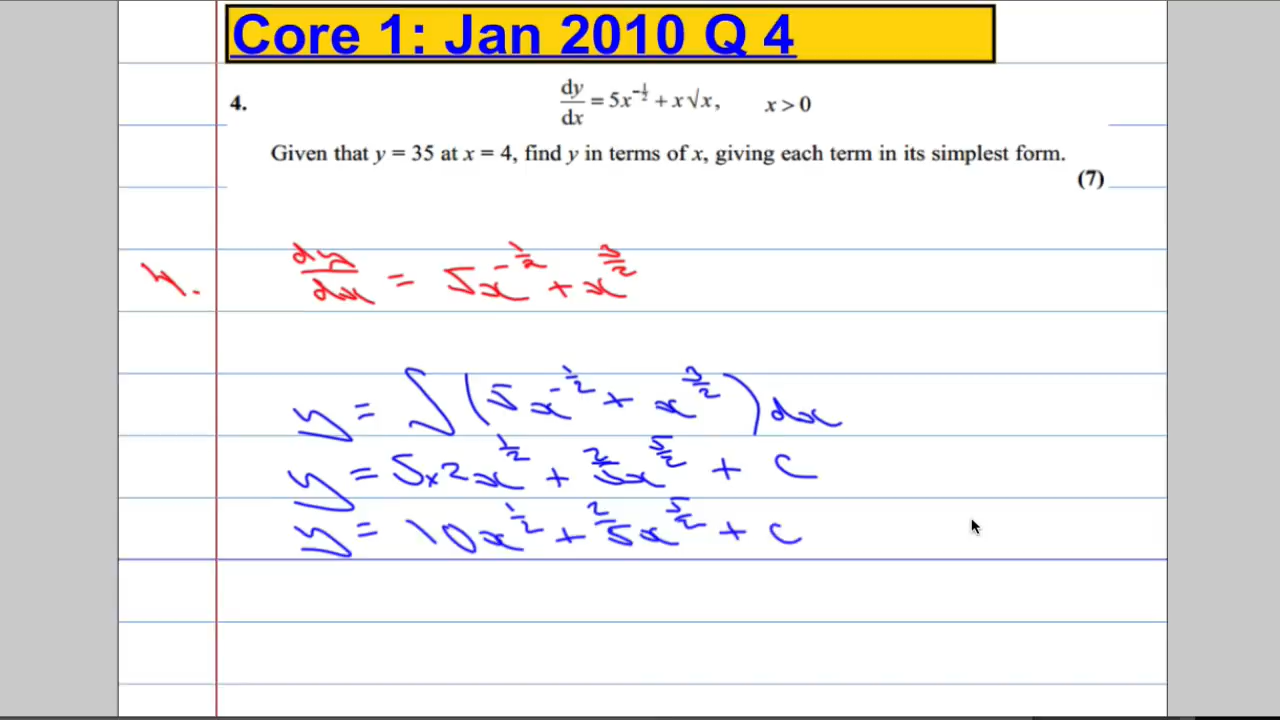 Core 1: Jan 2010 Q 4
4. dy/dx = 5x^(-1/2) + x√x, x > 0
Given that y = 35 at x = 4, find y in terms of x, giving each term in its simplest form.
(7)
4. dy/dx = 5x^(-1/2) + x^(3/2)
y = ∫(5x^(-1/2) + x^(3/2)) dx
y = 5×2x^(1/2) + 2/5x^(5/2) + c
y = 10x^(1/2) + 2/5x^(5/2) + c